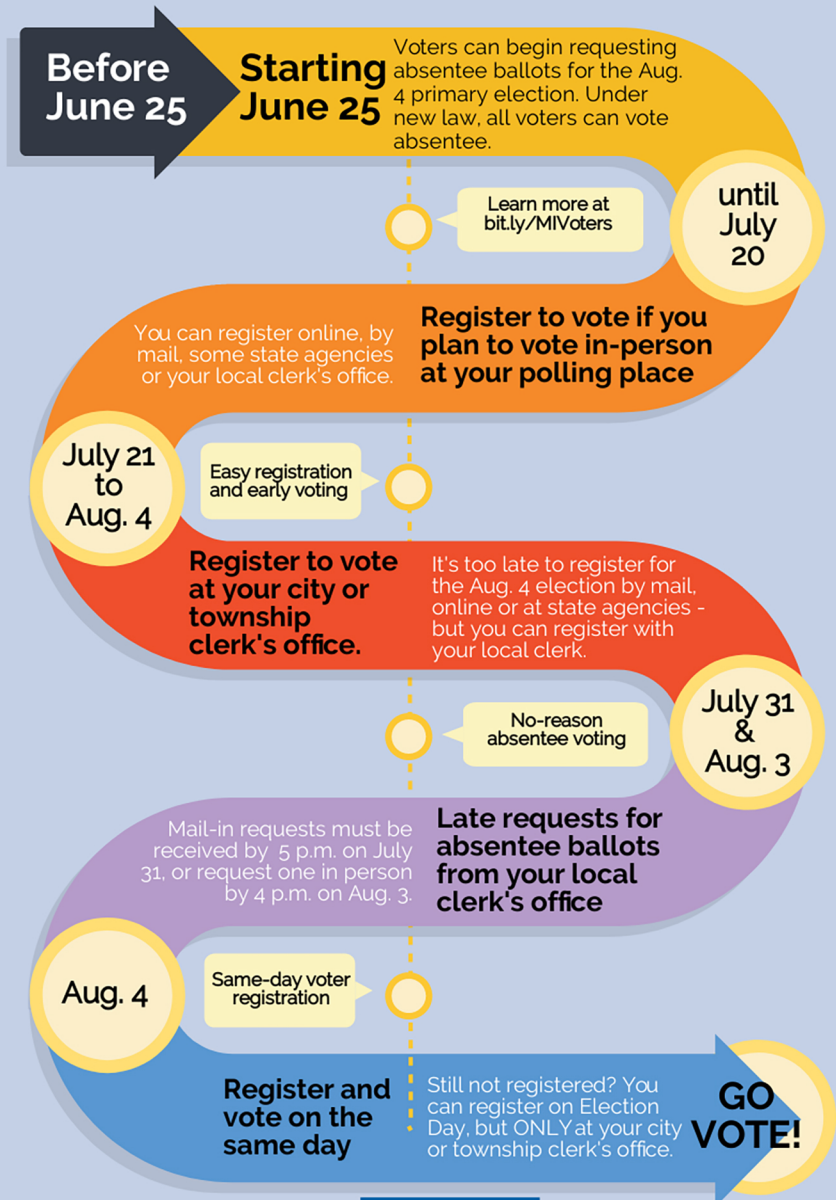 Before
June 25
Starting
June 25
Voters can begin requesting
absentee ballots for the Aug.
4 primary election. Under
new law, all voters can vote
absentee.
until
July
20
Learn more at
bit.ly/MIVoters
You can register online, by
mail, some state agencies
or your local clerk's office.
Register to vote if you
plan to vote in-person
at your polling place
July 21
to
Aug. 4
Easy registration
and early voting
Register to vote
at your city or
township
clerk's office.
It's too late to register for
the Aug. 4 election by mail,
online or at state agencies -
but you can register with
your local clerk.
July 31
&
Aug. 3
No-reason
absentee voting
Mail-in requests must be
received by 5 p.m. on July
31, or request one in person
by 4 p.m. on Aug. 3.
Late requests for
absentee ballots
from your local
clerk's office
Aug. 4
Same-day voter
registration
Register and
vote on the
same day
Still not registered? You
can register on Election
Day, but ONLY at your city
or township clerk's office.
GO
VOTE!